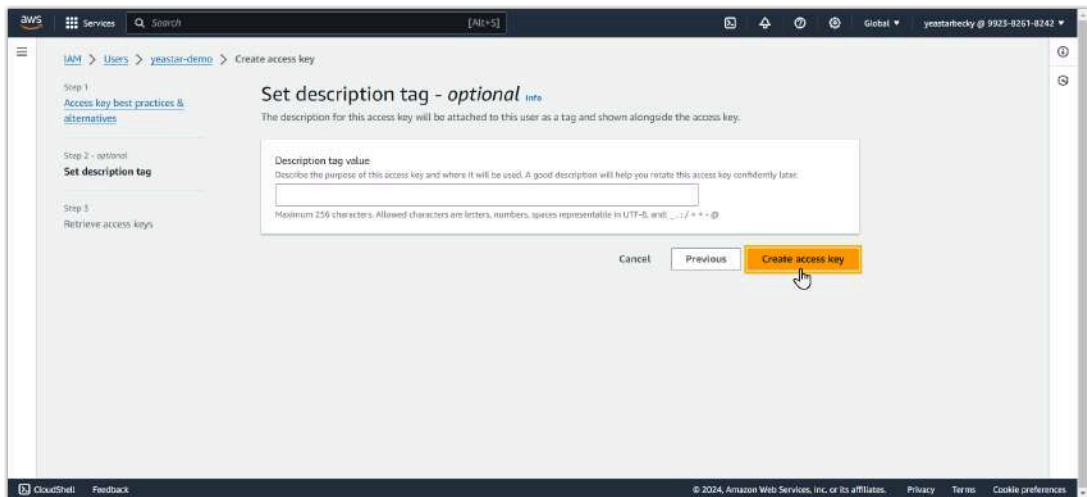 aws
Services
Search
[Alt+S]
Global
yeastarbecky @ 9923-8261-8242
IAM > Users > yeastar-demo > Create access key
Step 1
Access key best practices &
alternatives
Step 2 - optional
Set description tag
Step 3
Retrieve access keys
Set description tag - optional Info
The description for this access key will be attached to this user as a tag and shown alongside the access key.
Description tag value
Describe the purpose of this access key and where it will be used. A good description will help you rotate this access key confidently later.
Maximum 256 characters. Allowed characters are letters, numbers, spaces representable in UTF-8, and: _ . : / = + - @
Cancel
Previous
Create access key
CloudShell
Feedback
© 2024, Amazon Web Services, Inc. or its affiliates.
Privacy
Terms
Cookie preferences